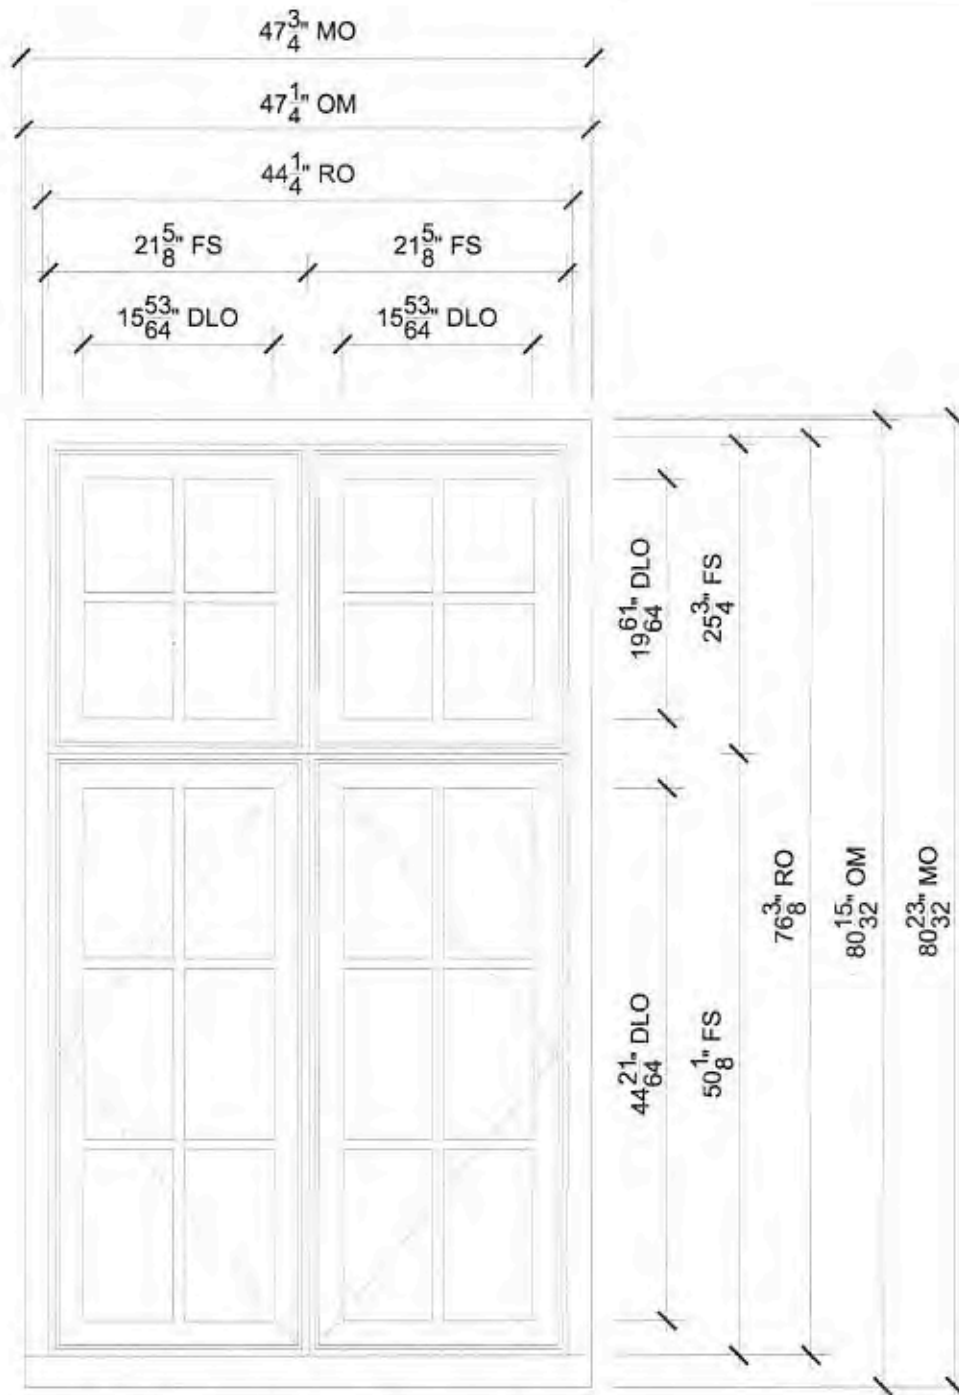 47 3/4" MO
47 1/4" OM
44 1/4" RO
21 5/8" FS 21 5/8" FS
15 53/64" DLO 15 53/64" DLO
19 61/64" DLO
25 3/4" FS
44 21/64" DLO
50 1/8" FS
76 3/8" RO
80 15/32" OM
80 23/32" MO